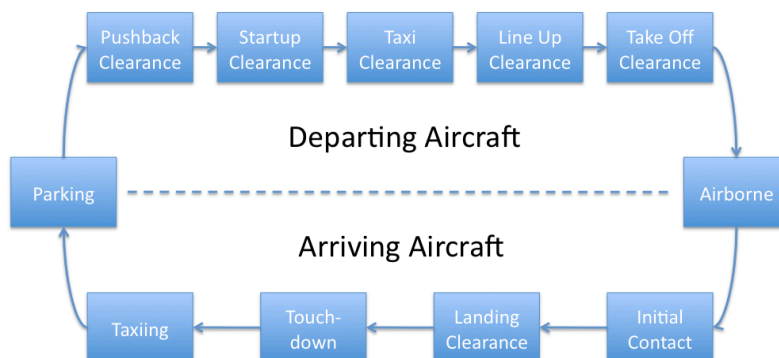 Pushback
Clearance
Startup
Clearance
Taxi
Clearance
Line Up
Clearance
Take Off
Clearance
Departing Aircraft
Parking
Airborne
Arriving Aircraft
Taxiing
Touch-
down
Landing
Clearance
Initial
Contact